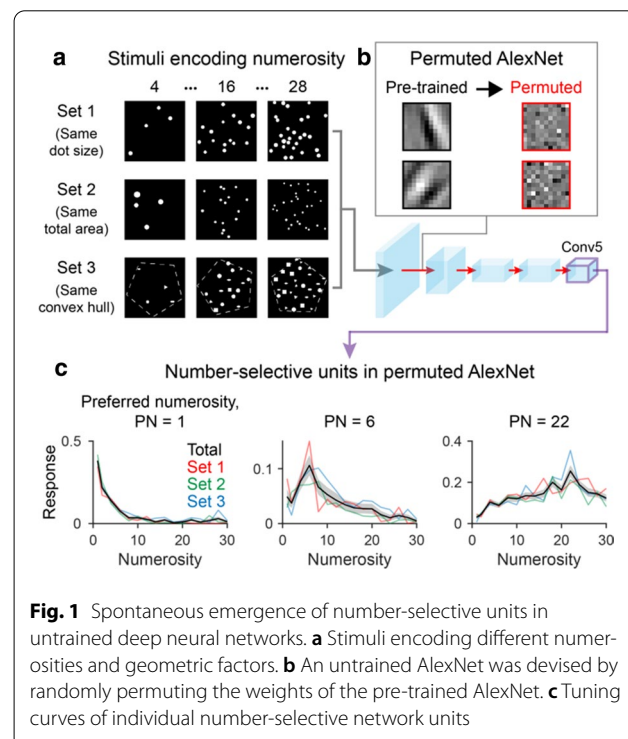 a Stimuli encoding numerosity
4 ... 16 ... 28
Set 1
(Same
dot size)
Set 2
(Same
total area)
Set 3
(Same
convex hull)
b Permuted AlexNet
Pre-trained Permuted
Conv5
c Number-selective units in permuted AlexNet
Preferred numerosity,
PN = 1
PN = 6
PN = 22
Total
Set 1
Set 2
Set 3
Response
0.5
0
0 10 20 30
Numerosity
0.1
0
0 10 20 30
Numerosity
0.4
0.2
0
0 10 20 30
Numerosity
Fig. 1 Spontaneous emergence of number-selective units in
untrained deep neural networks. a Stimuli encoding different numer-
osities and geometric factors. b An untrained AlexNet was devised by
randomly permuting the weights of the pre-trained AlexNet. c Tuning
curves of individual number-selective network units